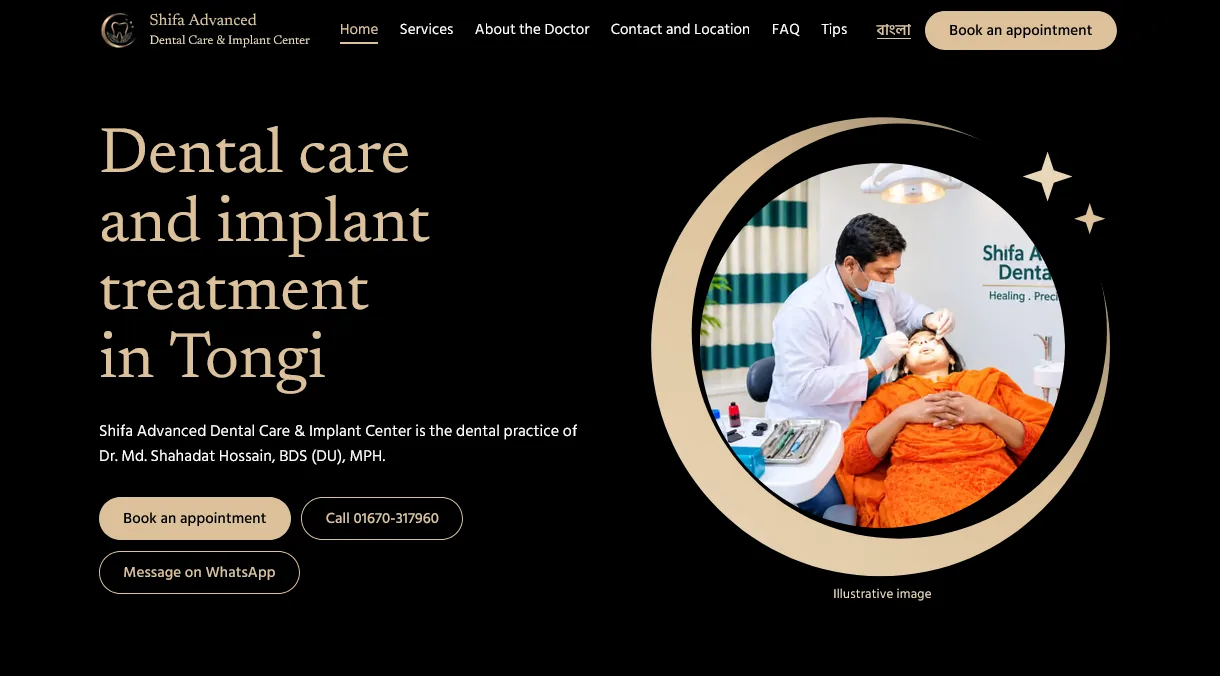 Shifa Advanced
Dental Care & Implant Center
Home
Services
About the Doctor
Contact and Location
FAQ
Tips
বাংলা
Book an appointment
Dental care
and implant
treatment
in Tongi
Shifa Advanced Dental Care & Implant Center is the dental practice of
Dr. Md. Shahadat Hossain, BDS (DU), MPH.
Book an appointment
Call 01670-317960
Message on WhatsApp
Shifa A
Denta
Healing . Preci
Illustrative image